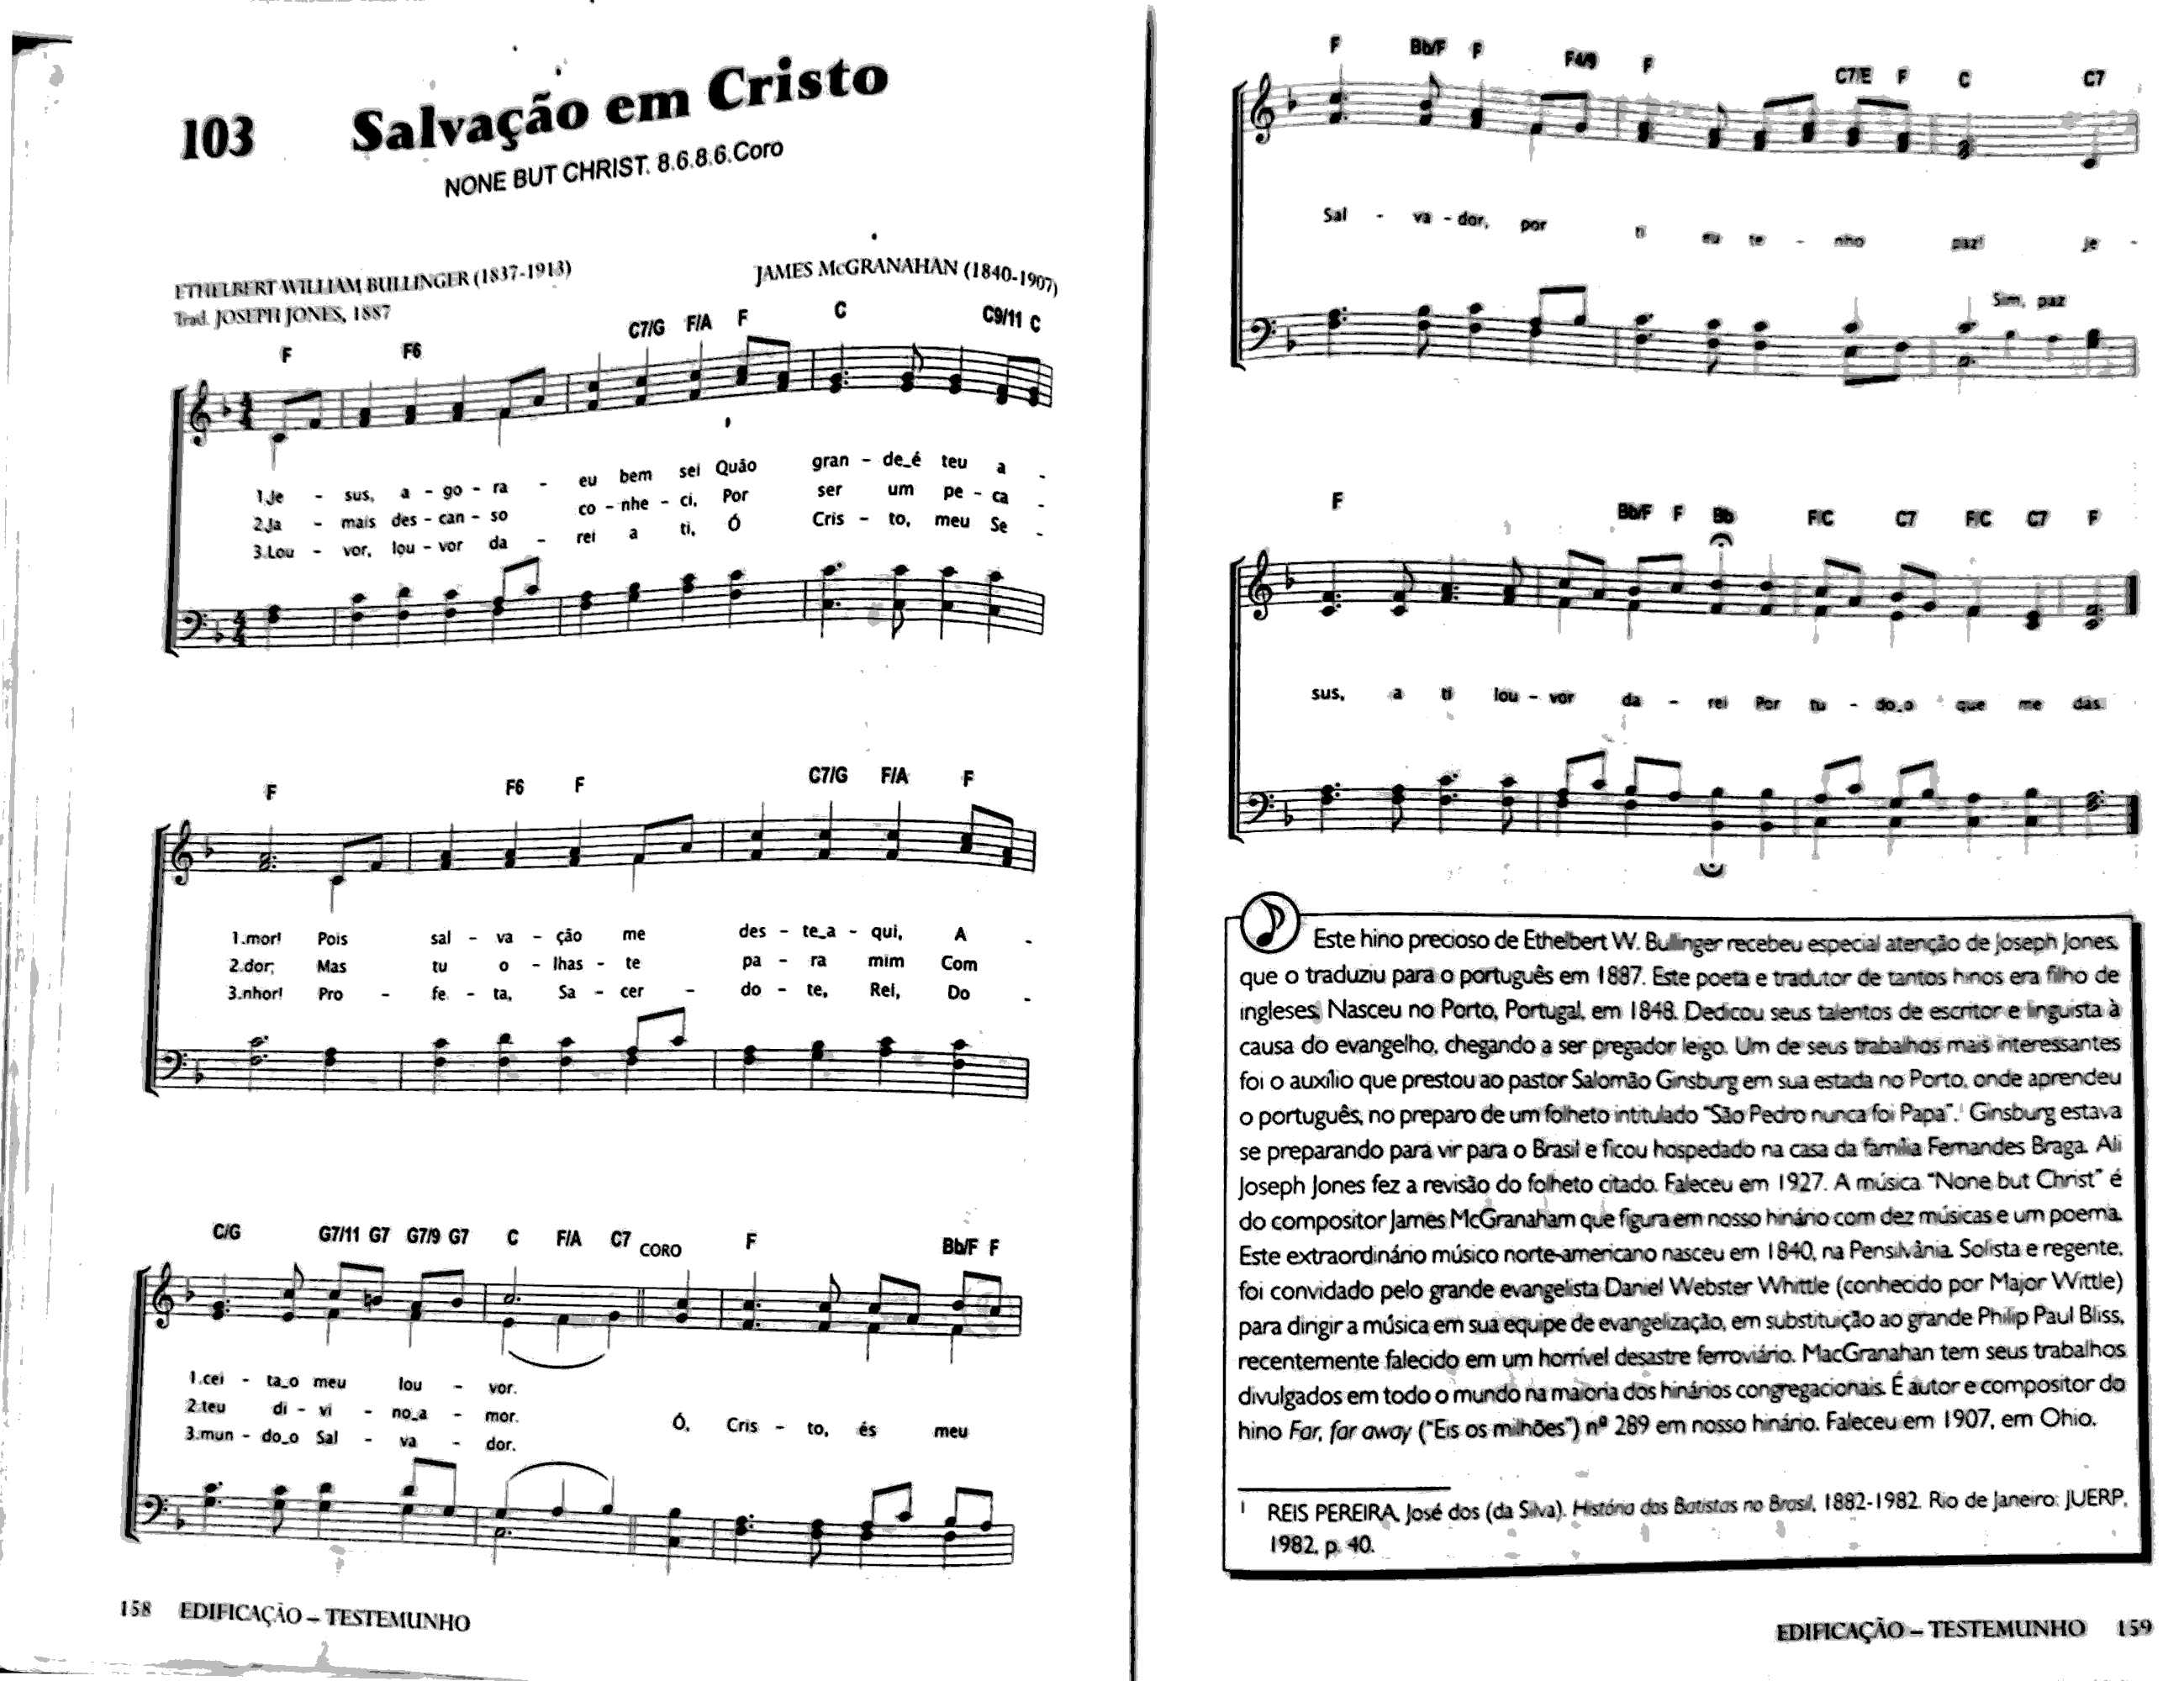 103 Salvação em Cristo
NONE BUT CHRIST. 8.6.8.6.Coro
ETHELBERT WILLIAM BULLINGER (1837-1913)
Trad. JOSEPH JONES, 1887
JAMES McGRANAHAN (1840-1907)
F F6 C7/G F/A F C C9/11 C
1.Je - sus, a - go - ra - eu bem sei Quão gran - de_é teu a -
2.Ja - mais des - can - so co - nhe - ci, Por ser um pe - ca -
3.Lou - vor, lou - vor da - rei a ti, Ó Cris - to, meu Se -
F F6 F C7/G F/A F
1.mor! Pois sal - va - ção me des - te_a - qui, A -
2.dor; Mas tu o - lhas - te pa - ra mim Com
3.nhor! Pro - fe - ta, Sa - cer - do - te, Rei, Do -
C/G G7/11 G7 G7/9 G7 C F/A C7 CORO F Bb/F F
1.cei - ta_o meu lou - vor.
2.teu di - vi - no_a - mor.
3.mun - do_o Sal - va - dor.
Ó, Cris - to, és meu
158 EDIFICAÇÃO – TESTEMUNHO
F Bb/F F F4/9 F C7/E F C C7
Sal - va - dor, por ti eu te - nho paz! Je -
Sim, paz
F Bb/F F Bb F/C C7 F/C C7 F
sus, a ti lou - vor da - rei Por tu - do_o que me dás.
Este hino precioso de Ethelbert W. Bullinger recebeu especial atenção de Joseph Jones,
que o traduziu para o português em 1887. Este poeta e tradutor de tantos hinos era filho de
ingleses. Nasceu no Porto, Portugal, em 1848. Dedicou seus talentos de escritor e linguista à
causa do evangelho, chegando a ser pregador leigo. Um de seus trabalhos mais interessantes
foi o auxílio que prestou ao pastor Salomão Ginsburg em sua estada no Porto, onde aprendeu
o português, no preparo de um folheto intitulado “São Pedro nunca foi Papa”.¹ Ginsburg estava
se preparando para vir para o Brasil e ficou hospedado na casa da família Fernandes Braga. Ali
Joseph Jones fez a revisão do folheto citado. Faleceu em 1927. A música “None but Christ” é
do compositor James McGranaham que figura em nosso hinário com dez músicas e um poema.
Este extraordinário músico norte-americano nasceu em 1840, na Pensilvânia. Solista e regente,
foi convidado pelo grande evangelista Daniel Webster Whittle (conhecido por Major Wittle)
para dirigir a música em sua equipe de evangelização, em substituição ao grande Philip Paul Bliss,
recentemente falecido em um horrível desastre ferroviário. MacGranahan tem seus trabalhos
divulgados em todo o mundo na maioria dos hinários congregacionais. É autor e compositor do
hino Far, far away (“Eis os milhões”) nº 289 em nosso hinário. Faleceu em 1907, em Ohio.
¹ REIS PEREIRA, José dos (da Silva). História dos Batistas no Brasil, 1882-1982. Rio de Janeiro: JUERP,
1982, p. 40.
EDIFICAÇÃO – TESTEMUNHO 159